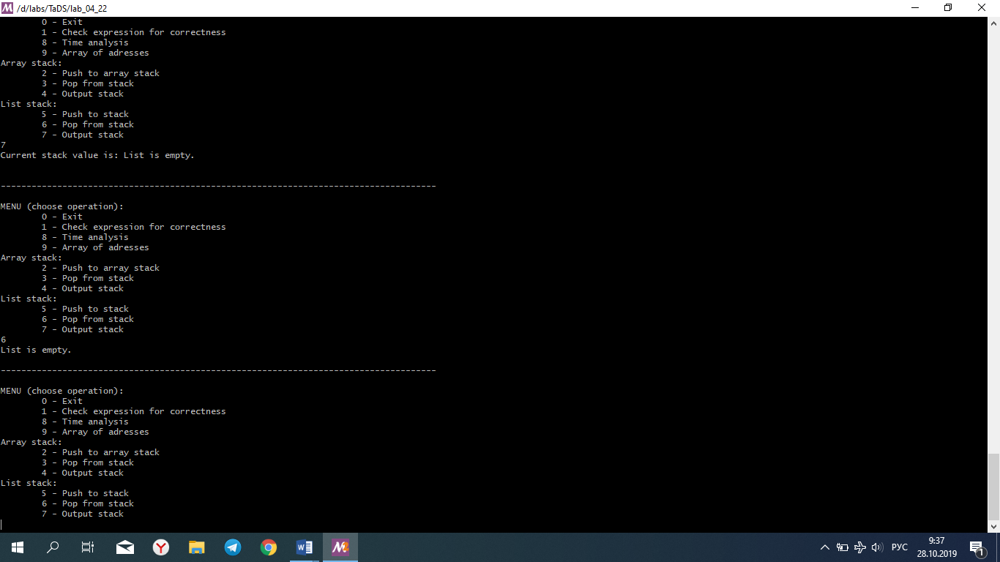 /d/labs/TaDS/lab_04_22
0 - Exit
1 - Check expression for correctness
8 - Time analysis
9 - Array of adresses
Array stack:
2 - Push to array stack
3 - Pop from stack
4 - Output stack
List stack:
5 - Push to stack
6 - Pop from stack
7 - Output stack
7
Current stack value is: List is empty.
-------------------------------------------------------------------------------------
MENU (choose operation):
0 - Exit
1 - Check expression for correctness
8 - Time analysis
9 - Array of adresses
Array stack:
2 - Push to array stack
3 - Pop from stack
4 - Output stack
List stack:
5 - Push to stack
6 - Pop from stack
7 - Output stack
6
List is empty.
-------------------------------------------------------------------------------------
MENU (choose operation):
0 - Exit
1 - Check expression for correctness
8 - Time analysis
9 - Array of adresses
Array stack:
2 - Push to array stack
3 - Pop from stack
4 - Output stack
List stack:
5 - Push to stack
6 - Pop from stack
7 - Output stack
РУС
9:37
28.10.2019
1